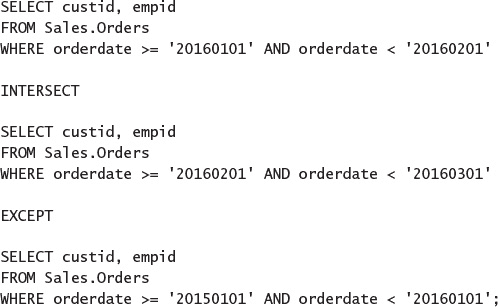 SELECT custid, empid
FROM Sales.Orders
WHERE orderdate >= '20160101' AND orderdate < '20160201'
INTERSECT
SELECT custid, empid
FROM Sales.Orders
WHERE orderdate >= '20160201' AND orderdate < '20160301'
EXCEPT
SELECT custid, empid
FROM Sales.Orders
WHERE orderdate >= '20150101' AND orderdate < '20160101';